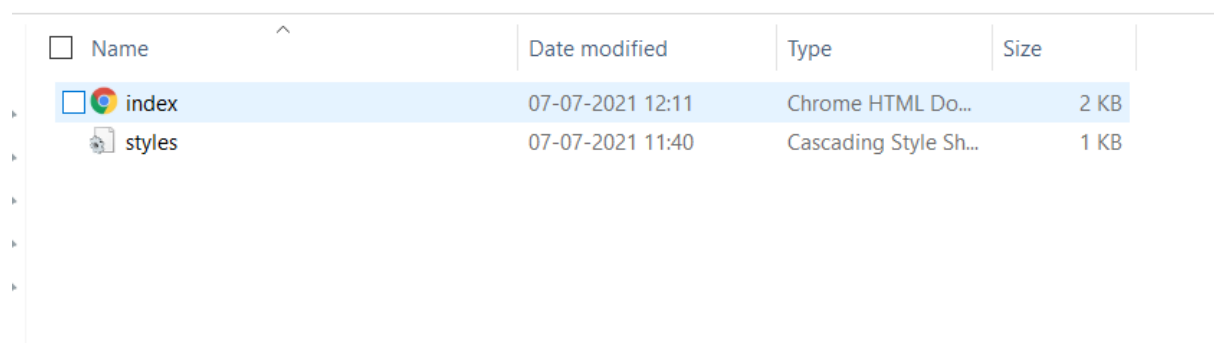 Name Date modified Type Size
index 07-07-2021 12:11 Chrome HTML Do... 2 KB
styles 07-07-2021 11:40 Cascading Style Sh... 1 KB